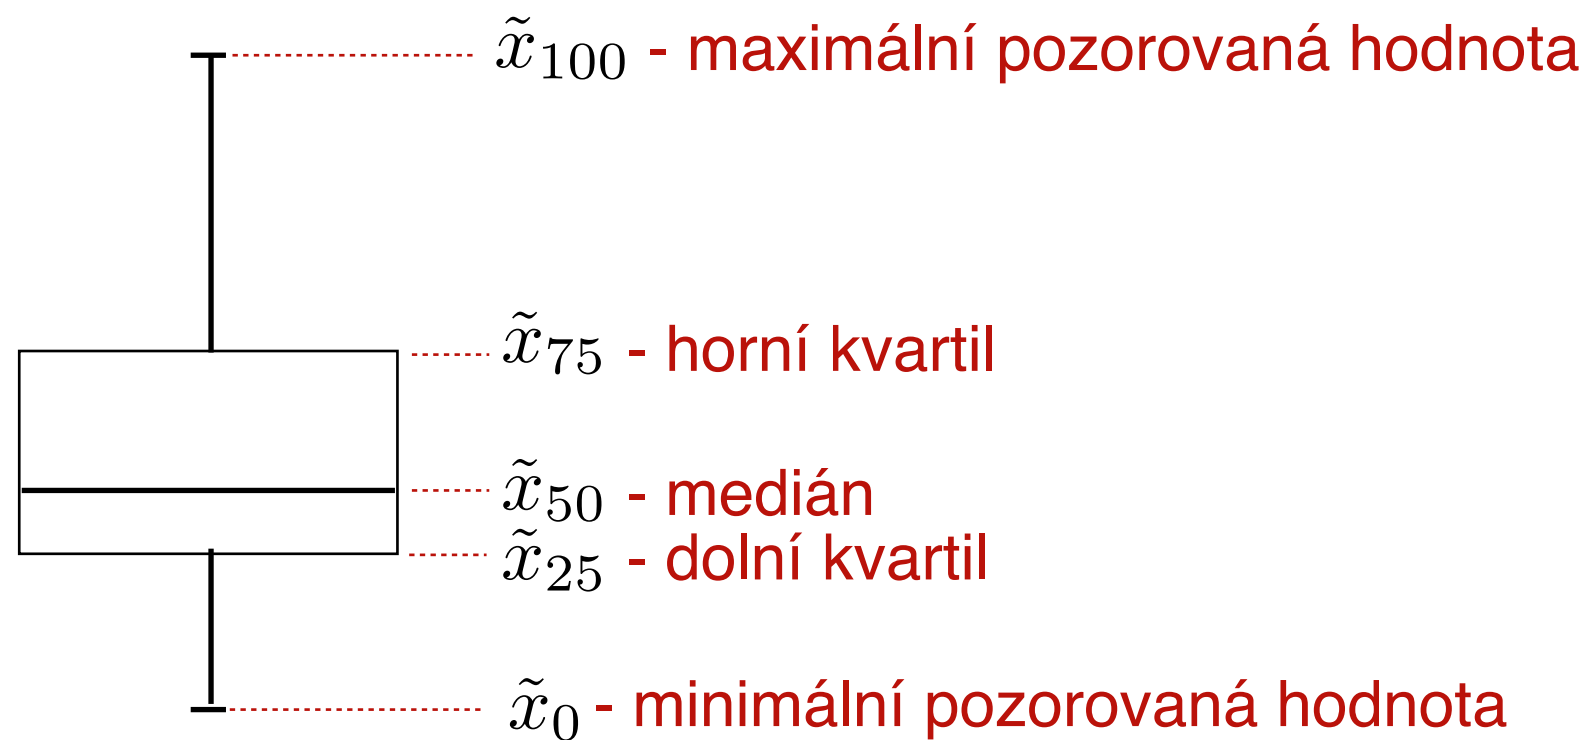 x̃₁₀₀ - maximální pozorovaná hodnota
x̃₇₅ - horní kvartil
x̃₅₀ - medián
x̃₂₅ - dolní kvartil
x̃₀ - minimální pozorovaná hodnota